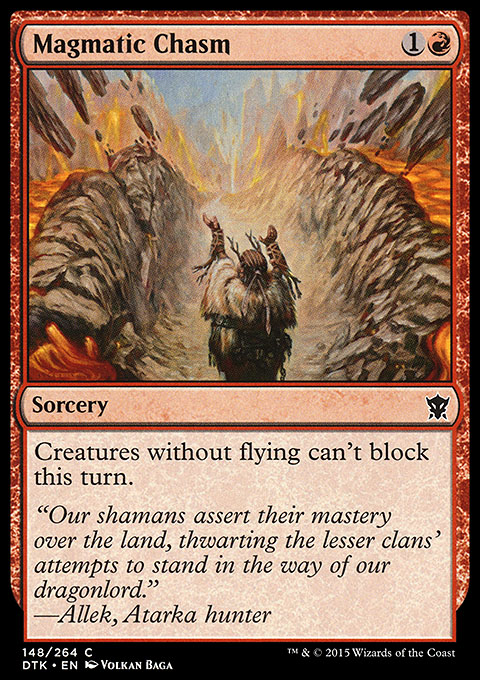 Magmatic Chasm 1
Sorcery
Creatures without flying can't block
this turn.
“Our shamans assert their mastery
over the land, thwarting the lesser clans'
attempts to stand in the way of our
dragonlord.”
—Allek, Atarka hunter
148/264 C
DTK • EN Volkan Baga
™ & © 2015 Wizards of the Coast